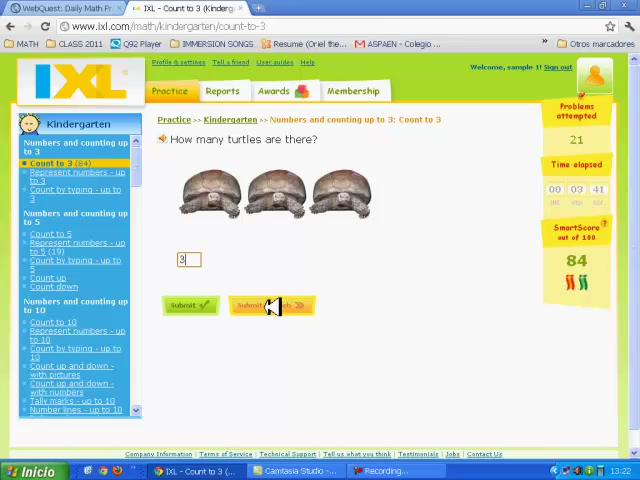 WebQuest: Daily Math Pr
IXL - Count to 3 (Kinderg
www.ixl.com/math/kindergarten/count-to-3
MATH
CLASS 2011
Q92 Player
IMMERSION SONGS
Resume (Oriel the
ASPAEN - Colegio
Otros marcadores
IXL
Profile & settings
Tell a friend
User guides
Help
Welcome, sample 1! Sign out
Practice
Reports
Awards
Membership
Kindergarten
Practice >> Kindergarten >> Numbers and counting up to 3: Count to 3
Numbers and counting up
to 3
Count to 3 (84)
Represent numbers - up
to 3
Count by typing - up to
3
Numbers and counting up
to 5
Count to 5
Represent numbers - up
to 5 (19)
Count by typing - up to
5
Count up
Count down
Numbers and counting up
to 10
Count to 10
Represent numbers - up
to 10
Count by typing - up to
10
Count up and down -
with pictures
Count up and down -
with numbers
Tally marks - up to 10
Number lines - up to 10
How many turtles are there?
3
Submit
Submit
Problems
attempted
21
Time elapsed
00 03 41
HR MIN SEC
SmartScore
out of 100
84
Company Information | Terms of Service | Technical Support | Tell us what you think | Testimonials | Jobs | Contact Us
Inicio
IXL - Count to 3 (...
Camtasia Studio - ...
Recording...
13:22